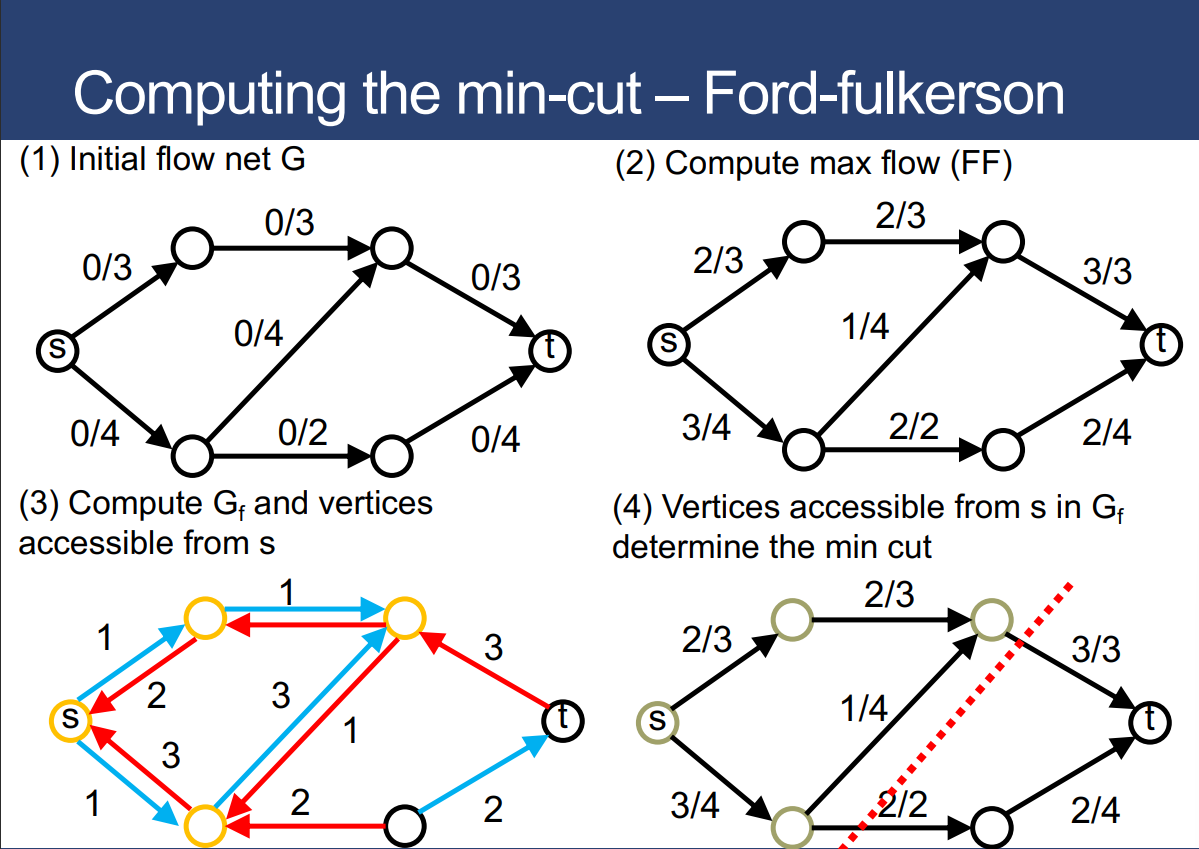 Computing the min-cut – Ford-fulkerson
(1) Initial flow net G
0/3
0/3
0/3
0/4
s
t
0/4
0/2
0/4
(2) Compute max flow (FF)
2/3
2/3
3/3
1/4
s
t
3/4
2/2
2/4
(3) Compute Gf and vertices
accessible from s
1
1
3
2
3
s
t
1
3
1
2
2
(4) Vertices accessible from s in Gf
determine the min cut
2/3
2/3
3/3
1/4
s
t
3/4
2/2
2/4